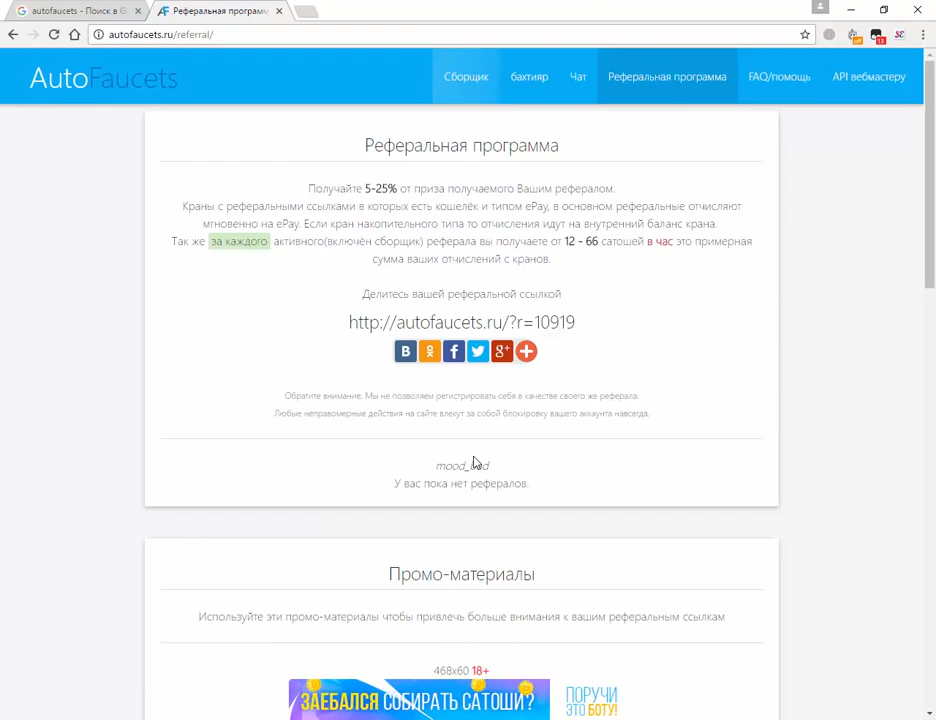 autofaucets - Поиск в G
Реферальная программ
autofaucets.ru/referral/
AutoFaucets
Сборщик
бахтияр
Чат
Реферальная программа
FAQ/помощь
API вебмастеру
Реферальная программа
Получайте 5-25% от приза получаемого Вашим рефералом.
Краны с реферальными ссылками в которых есть кошелёк и типом ePay, в основном реферальные отчисляют
мгновенно на ePay. Если кран накопительного типа то отчисления идут на внутренний баланс крана.
Так же за каждого активного(включён сборщик) реферала вы получаете от 12 - 66 сатошей в час это примерная
сумма ваших отчислений с кранов.
Делитесь вашей реферальной ссылкой
http://autofaucets.ru/?r=10919
Обратите внимание. Мы не позволяем регистрировать себя в качестве своего же реферала.
Любые неправомерные действия на сайте влекут за собой блокировку вашего аккаунта навсегда.
У вас пока нет рефералов.
Промо-материалы
Используйте эти промо-материалы чтобы привлечь больше внимания к вашим реферальным ссылкам
468x60 18+
ЗАЕБАЛСЯ СОБИРАТЬ САТОШИ?
ПОРУЧИ
ЭТО БОТУ!